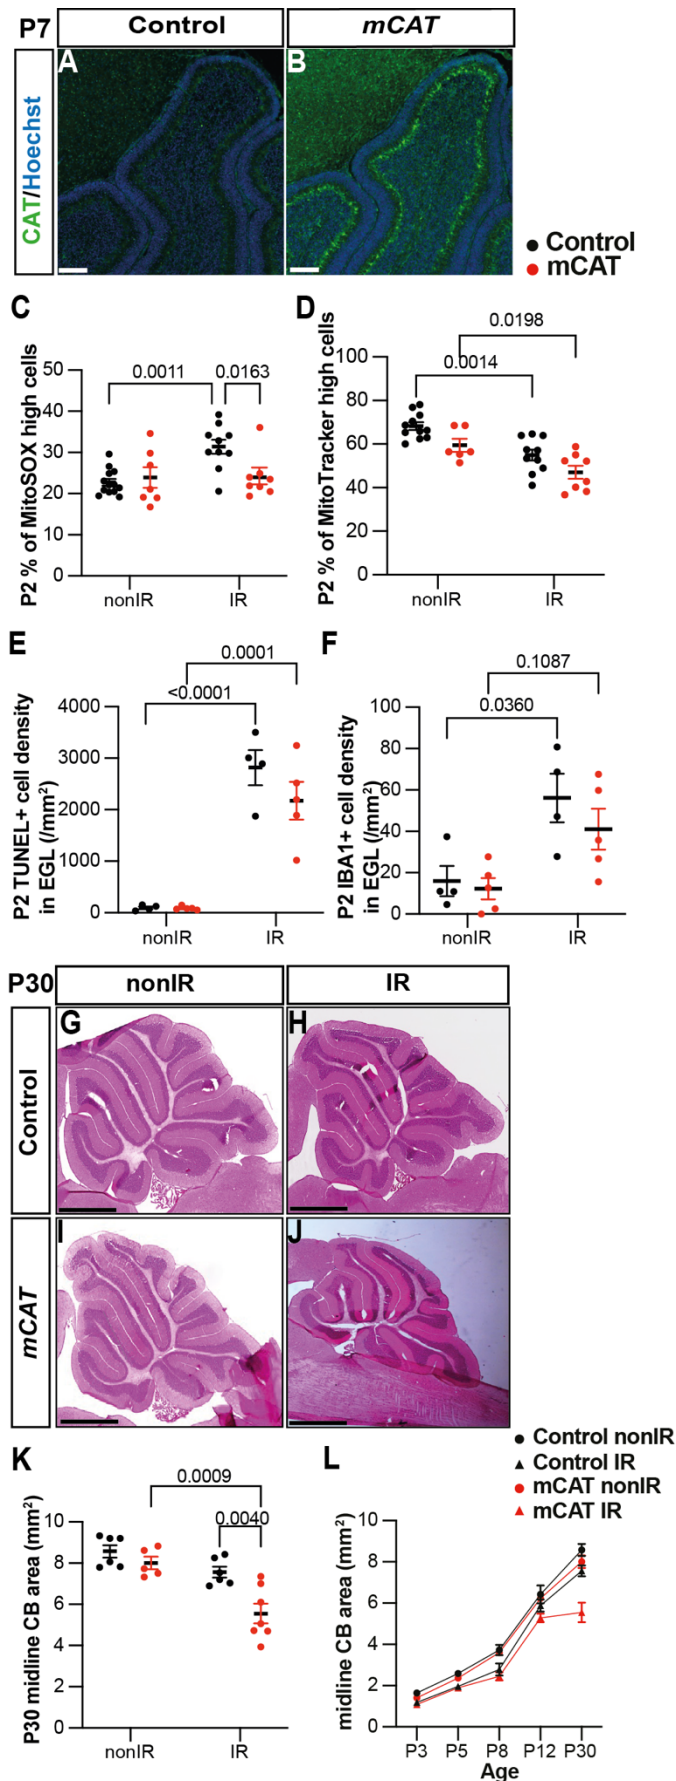 P7 Control mCAT
A B
CAT/Hoechst
Control
mCAT
C
P2 % of MitoSOX high cells
50
40
30
20
10
0
0.0011 0.0163
nonIR IR
D
P2 % of MitoTracker high cells
100
80
60
40
20
0
0.0198
0.0014
nonIR IR
E
P2 TUNEL+ cell density
in EGL (/mm²)
4000
3000
2000
1000
0
0.0001
<0.0001
nonIR IR
F
P2 IBA1+ cell density
in EGL (/mm²)
100
80
60
40
20
0
0.1087
0.0360
nonIR IR
P30 nonIR IR
Control
G H
mCAT
I J
K
P30 midline CB area (mm²)
10
8
6
4
2
0
0.0009
0.0040
nonIR IR
L
Control nonIR
Control IR
mCAT nonIR
mCAT IR
midline CB area (mm²)
10
8
6
4
2
0
P3 P5 P8 P12 P30
Age